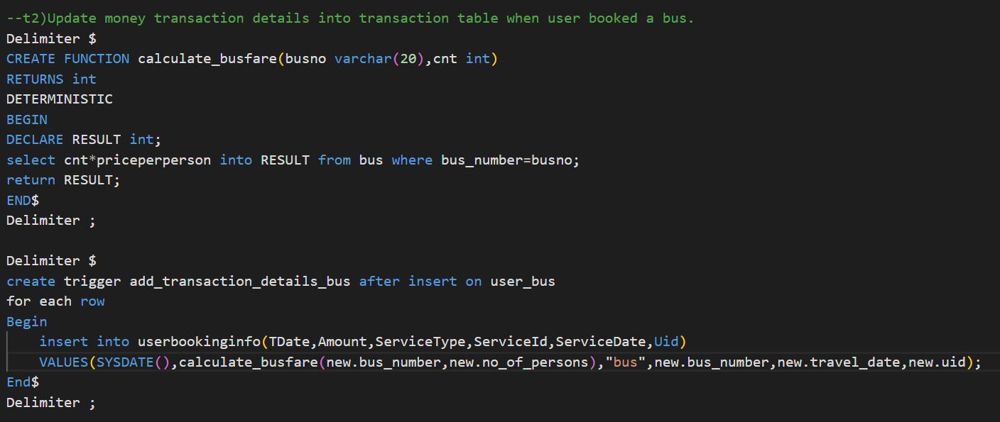 --t2)Update money transaction details into transaction table when user booked a bus.
Delimiter $
CREATE FUNCTION calculate_busfare(busno varchar(20),cnt int)
RETURNS int
DETERMINISTIC
BEGIN
DECLARE RESULT int;
select cnt*priceperperson into RESULT from bus where bus_number=busno;
return RESULT;
END$
Delimiter ;
Delimiter $
create trigger add_transaction_details_bus after insert on user_bus
for each row
Begin
insert into userbookinginfo(TDate,Amount,ServiceType,ServiceId,ServiceDate,Uid)
VALUES(SYSDATE(),calculate_busfare(new.bus_number,new.no_of_persons),"bus",new.bus_number,new.travel_date,new.uid);
End$
Delimiter ;